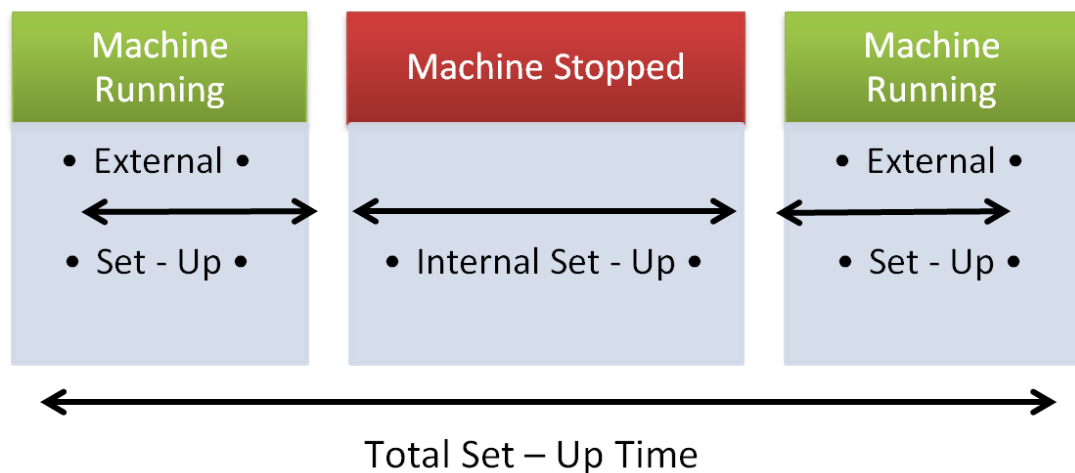 Machine
Running
Machine Stopped
Machine
Running
• External •
• Set - Up •
• Internal Set - Up •
• External •
• Set - Up •
Total Set – Up Time